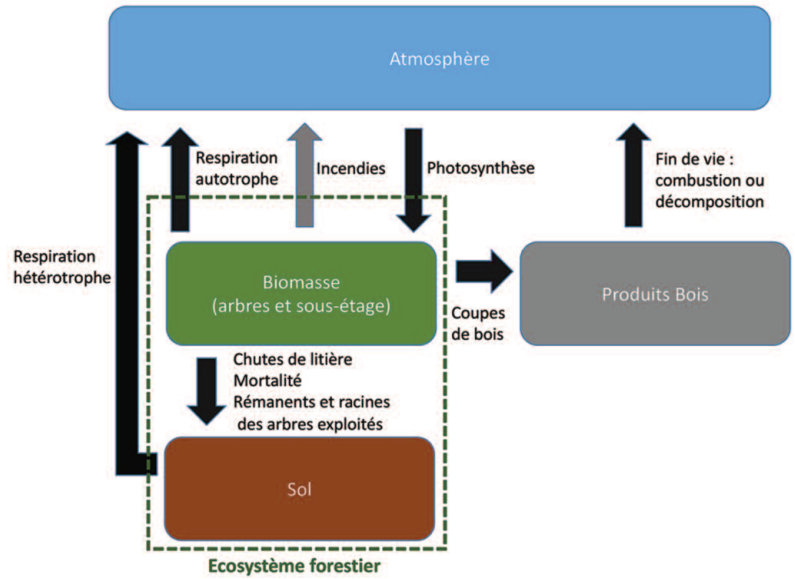 Atmosphère
Respiration
autotrophe
Incendies
Photosynthèse
Fin de vie :
combustion ou
décomposition
Respiration
hétérotrophe
Biomasse
(arbres et sous-étage)
Coupes
de bois
Produits Bois
Chutes de litière
Mortalité
Rémanents et racines
des arbres exploités
Sol
Ecosystème forestier